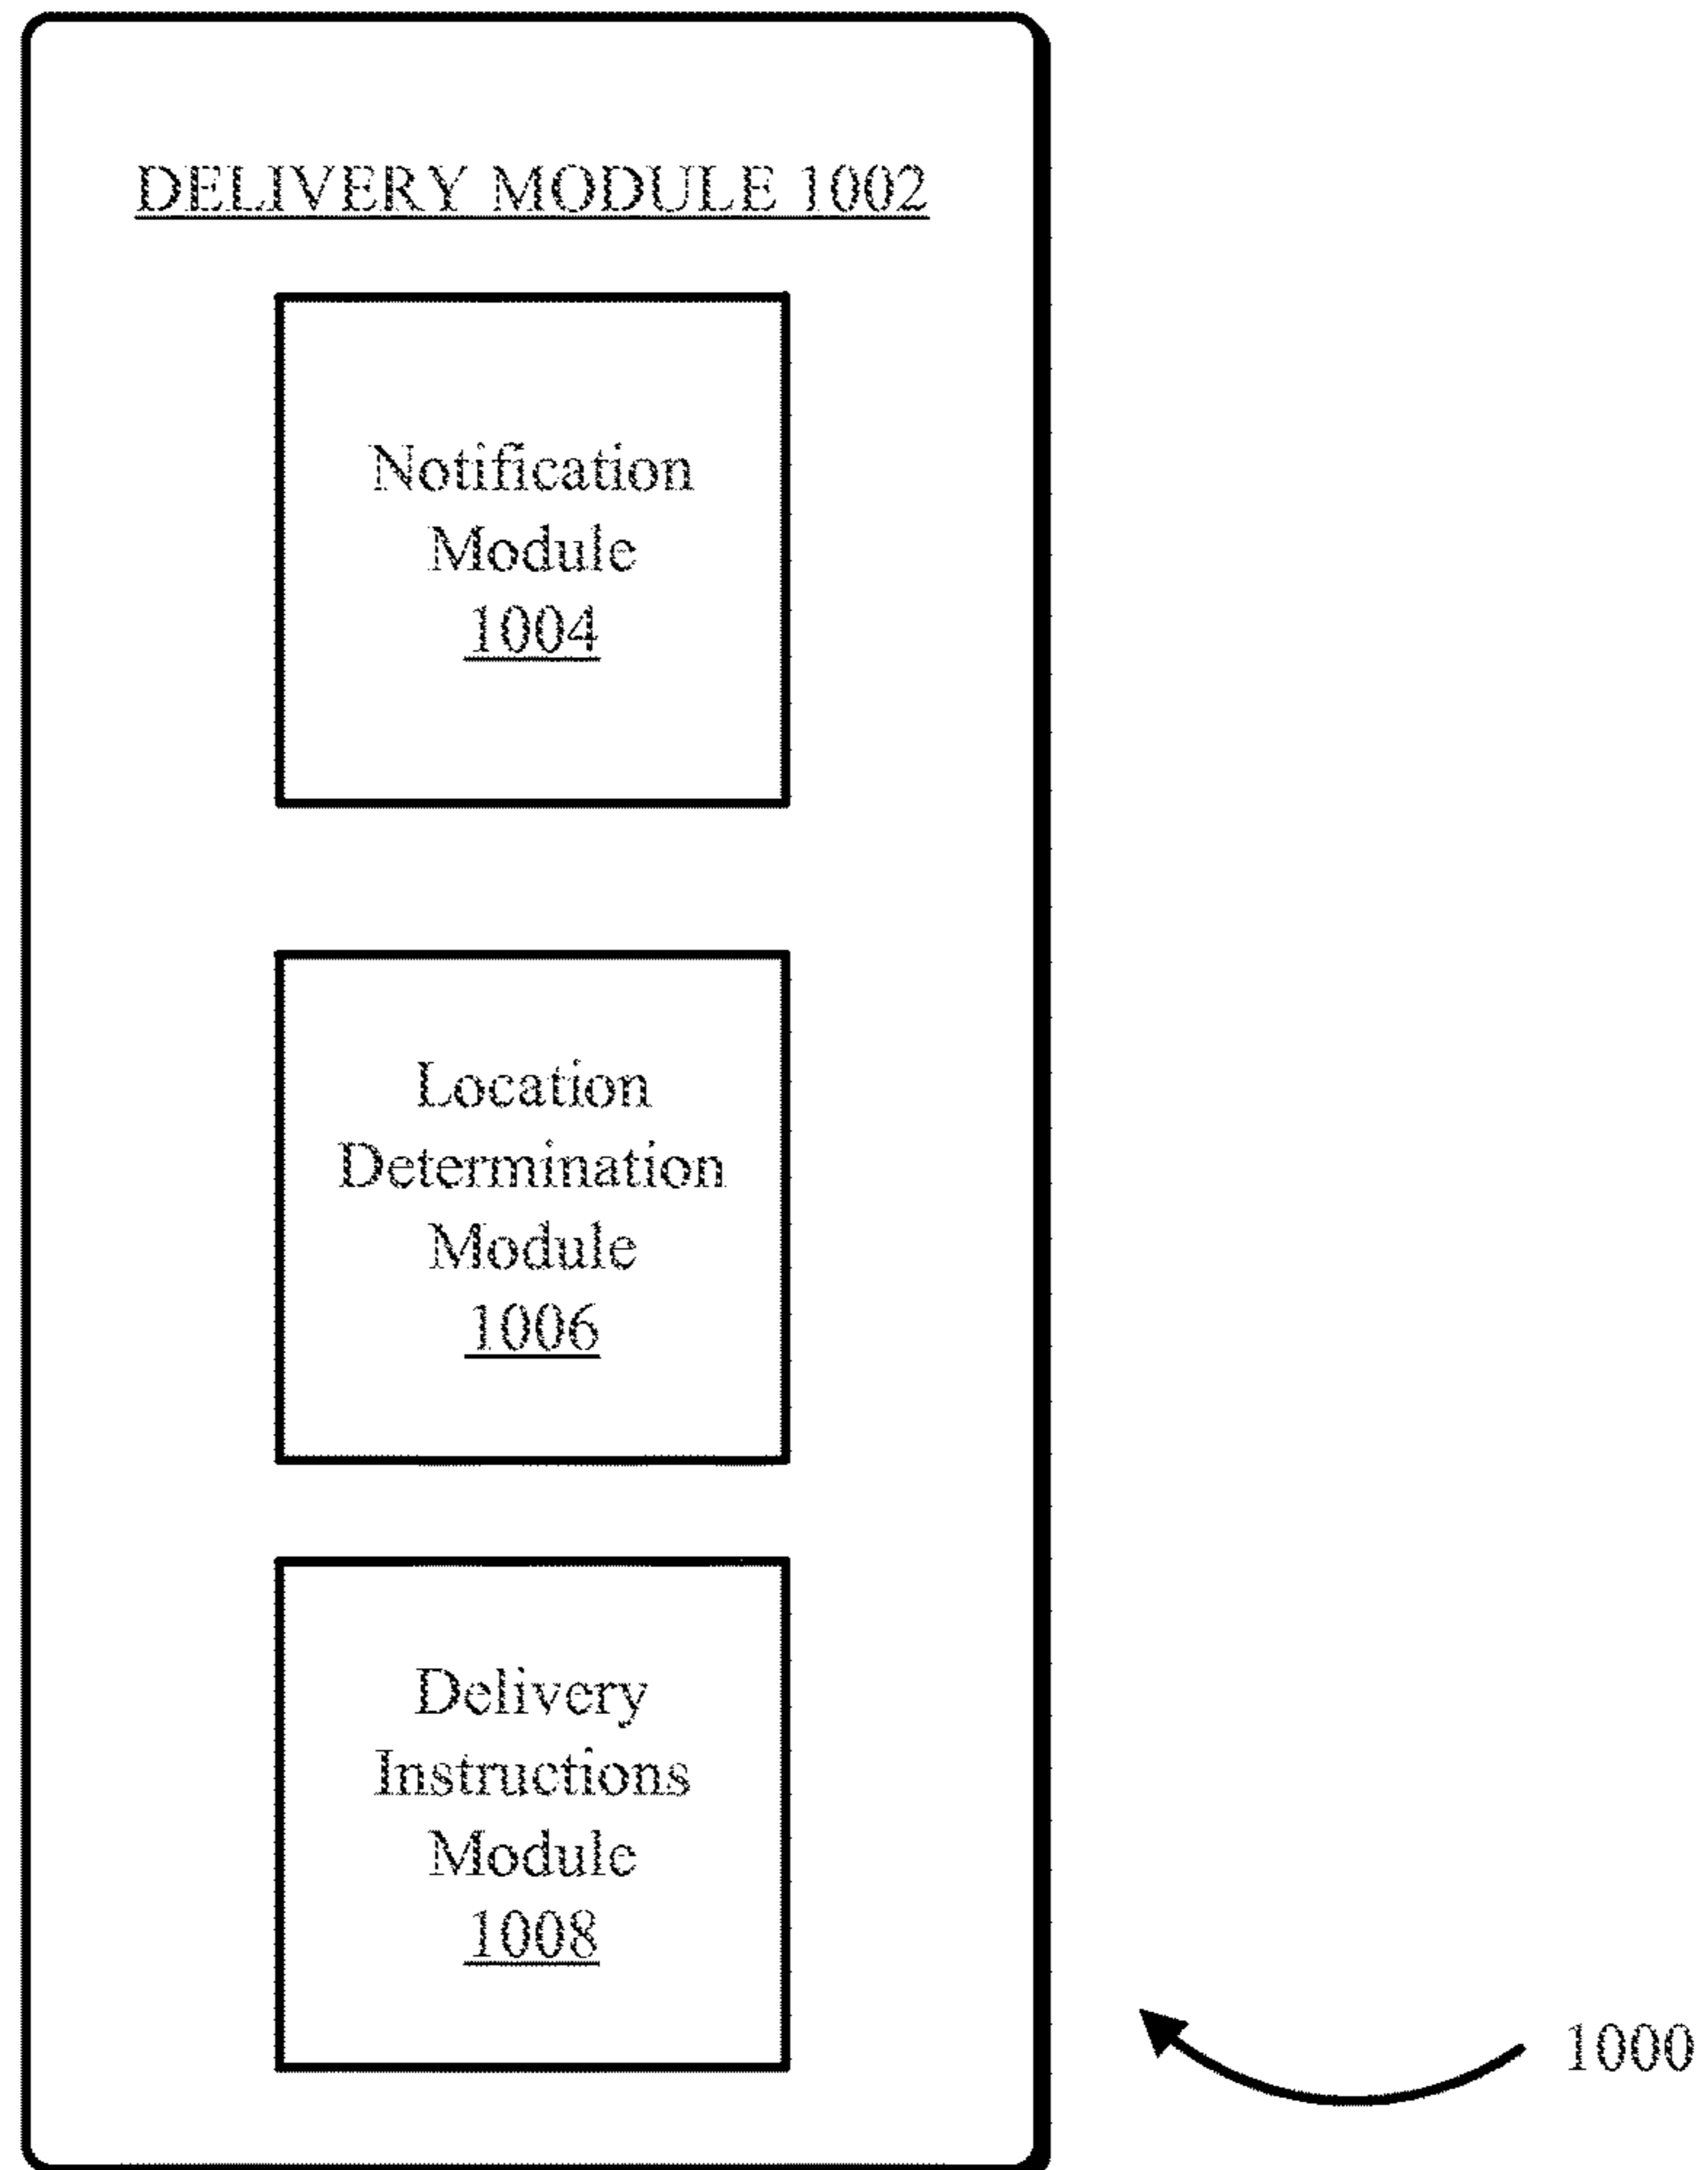 DELIVERY MODULE 1002
Notification
Module
1004
Location
Determination
Module
1006
Delivery
Instructions
Module
1008
1000